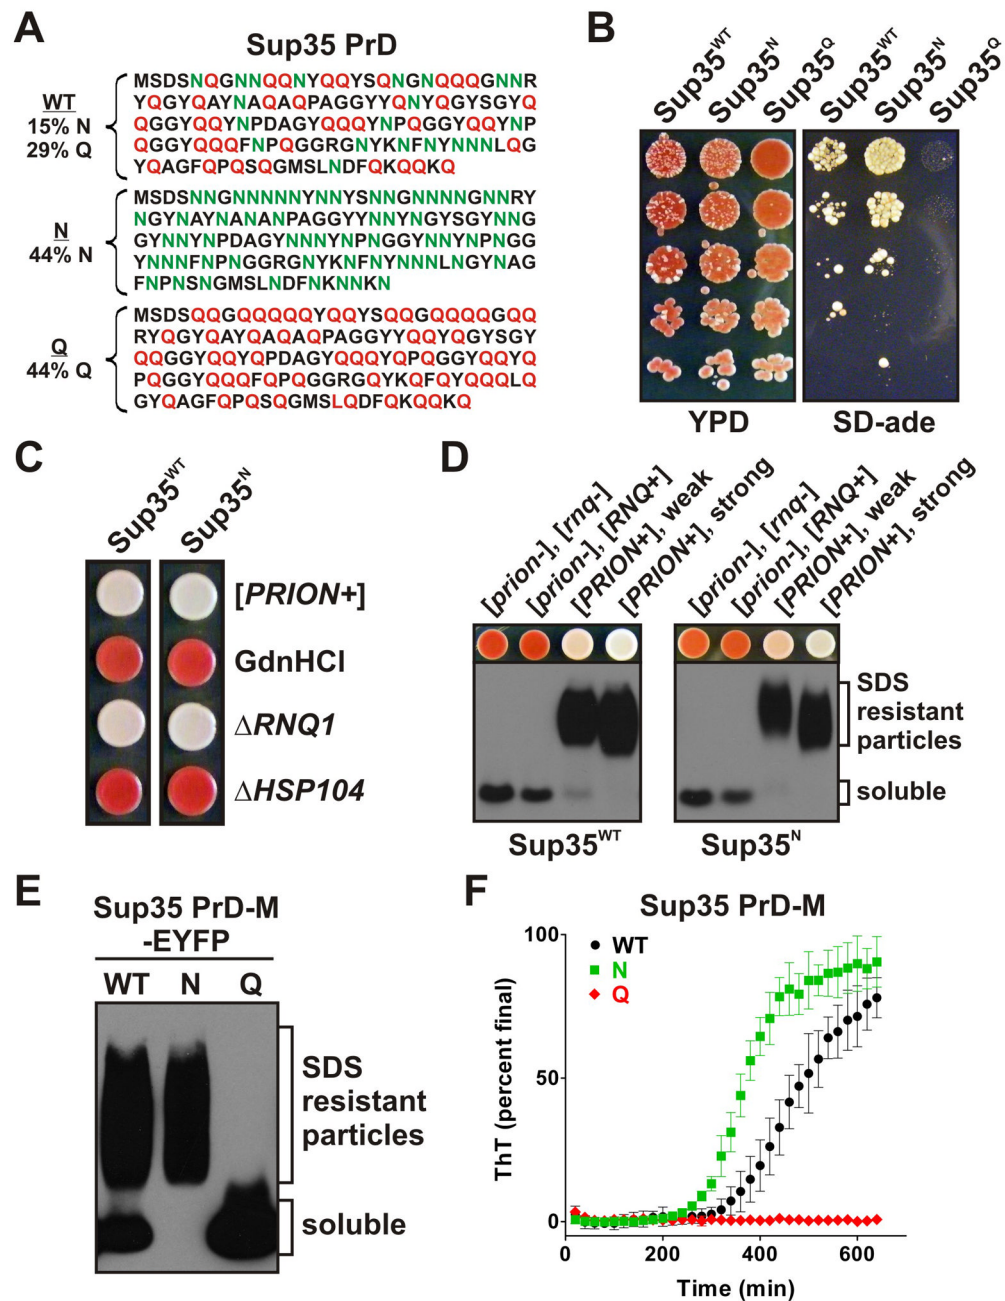 A
Sup35 PrD
WT
15% N
29% Q
MSDSNQGNNQQNYQQYSQNGNQQQGNNR
YQGYQAYNAQAQPAGGYYQNYQGYSGYQ
QGGYQQYNPDAGYQQQYNPQGGYQQYNP
QGGYQQQFNPQGGRGNYKNFNYNNNLQG
YQAGFQPQSQGMSLNDFQKQQKQ
N
44% N
MSDSNNGNNNNNYNNYSNNGNNNNGNNRY
NGYNAYNANANPAGGYYNNYNGYSGYNNG
GYNNYNPDAGYNNNYNPNGGYNNYNPNGG
YNNNFNPNGGRGNYKNFNYNNNLNGYNAG
FNPNSNGMSLNDFNKNNKN
Q
44% Q
MSDSQQGQQQQQYQQYSQQGQQQQGQQ
RYQGYQAYQAQAQPAGGYYQQYQGYSGY
QQGGYQQYQPDAGYQQQYQPQGGYQQYQ
PQGGYQQQFQPQGGRGQYKQFQYQQQLQ
GYQAGFQPQSQGMSLQDFQKQQKQ
B
Sup35WT Sup35N Sup35Q Sup35WT Sup35N Sup35Q
YPD SD-ade
C
Sup35WT Sup35N
[PRION+]
GdnHCl
ΔRNQ1
ΔHSP104
D
[prion-], [rnq-] [prion-], [RNQ+] [PRION+], weak [PRION+], strong
[prion-], [rnq-] [prion-], [RNQ+] [PRION+], weak [PRION+], strong
SDS
resistant
particles
soluble
Sup35WT Sup35N
E
Sup35 PrD-M
-EYFP
WT N Q
SDS
resistant
particles
soluble
F
Sup35 PrD-M
WT
N
Q
ThT (percent final)
100
50
0
0 200 400 600
Time (min)